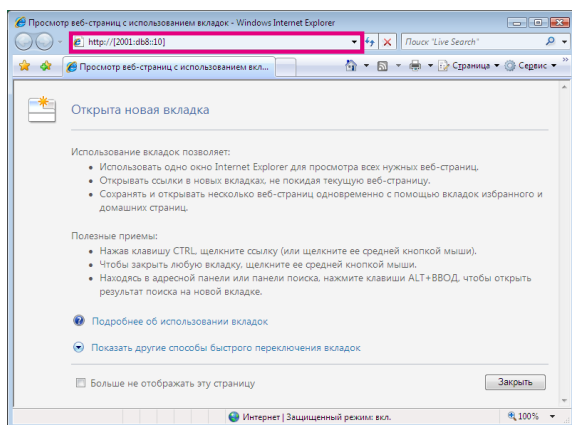 Просмотр веб-страниц с использованием вкладок - Windows Internet Explorer
http://[2001:db8::10]
Поиск "Live Search"
Просмотр веб-страниц с использованием вкл...
Страница
Сервис
Открыта новая вкладка
Использование вкладок позволяет:
• Использовать одно окно Internet Explorer для просмотра всех нужных веб-страниц.
• Открывать ссылки в новых вкладках, не покидая текущую веб-страницу.
• Сохранять и открывать несколько веб-страниц одновременно с помощью вкладок избранного и
домашних страниц.
Полезные приемы:
• Нажав клавишу CTRL, щелкните ссылку (или щелкните ее средней кнопкой мыши).
• Чтобы закрыть любую вкладку, щелкните ее средней кнопкой мыши.
• Находясь в адресной панели или панели поиска, нажмите клавиши ALT+ВВОД, чтобы открыть
результат поиска на новой вкладке.
Подробнее об использовании вкладок
Показать другие способы быстрого переключения вкладок
Больше не отображать эту страницу
Закрыть
Интернет | Защищенный режим: вкл.
100%